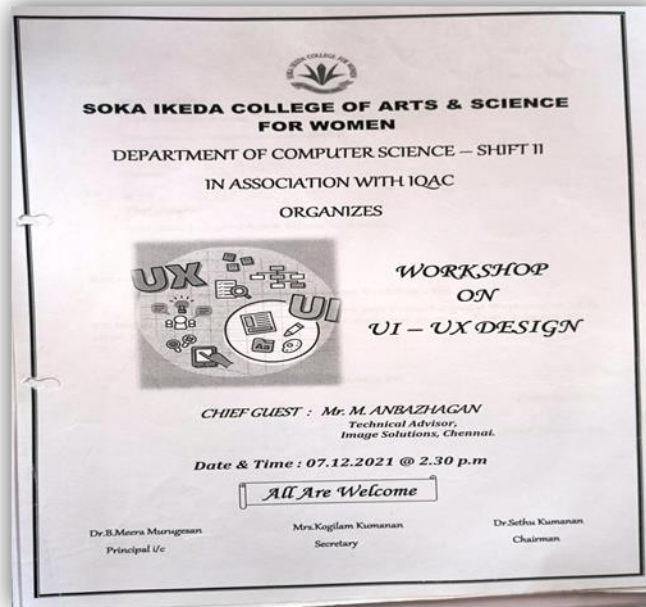 SOKA IKEDA COLLEGE OF ARTS & SCIENCE
FOR WOMEN
DEPARTMENT OF COMPUTER SCIENCE – SHIFT II
IN ASSOCIATION WITH IQAC
ORGANIZES
UX
UI
Aa
WORKSHOP
ON
UI – UX DESIGN
CHIEF GUEST : Mr. M. ANBAZHAGAN
Technical Advisor,
Image Solutions, Chennai.
Date & Time : 07.12.2021 @ 2.30 p.m
All Are Welcome
Dr.B.Meera Murugesan
Principal i/c
Mrs.Kogilam Kumanan
Secretary
Dr.Sethu Kumanan
Chairman